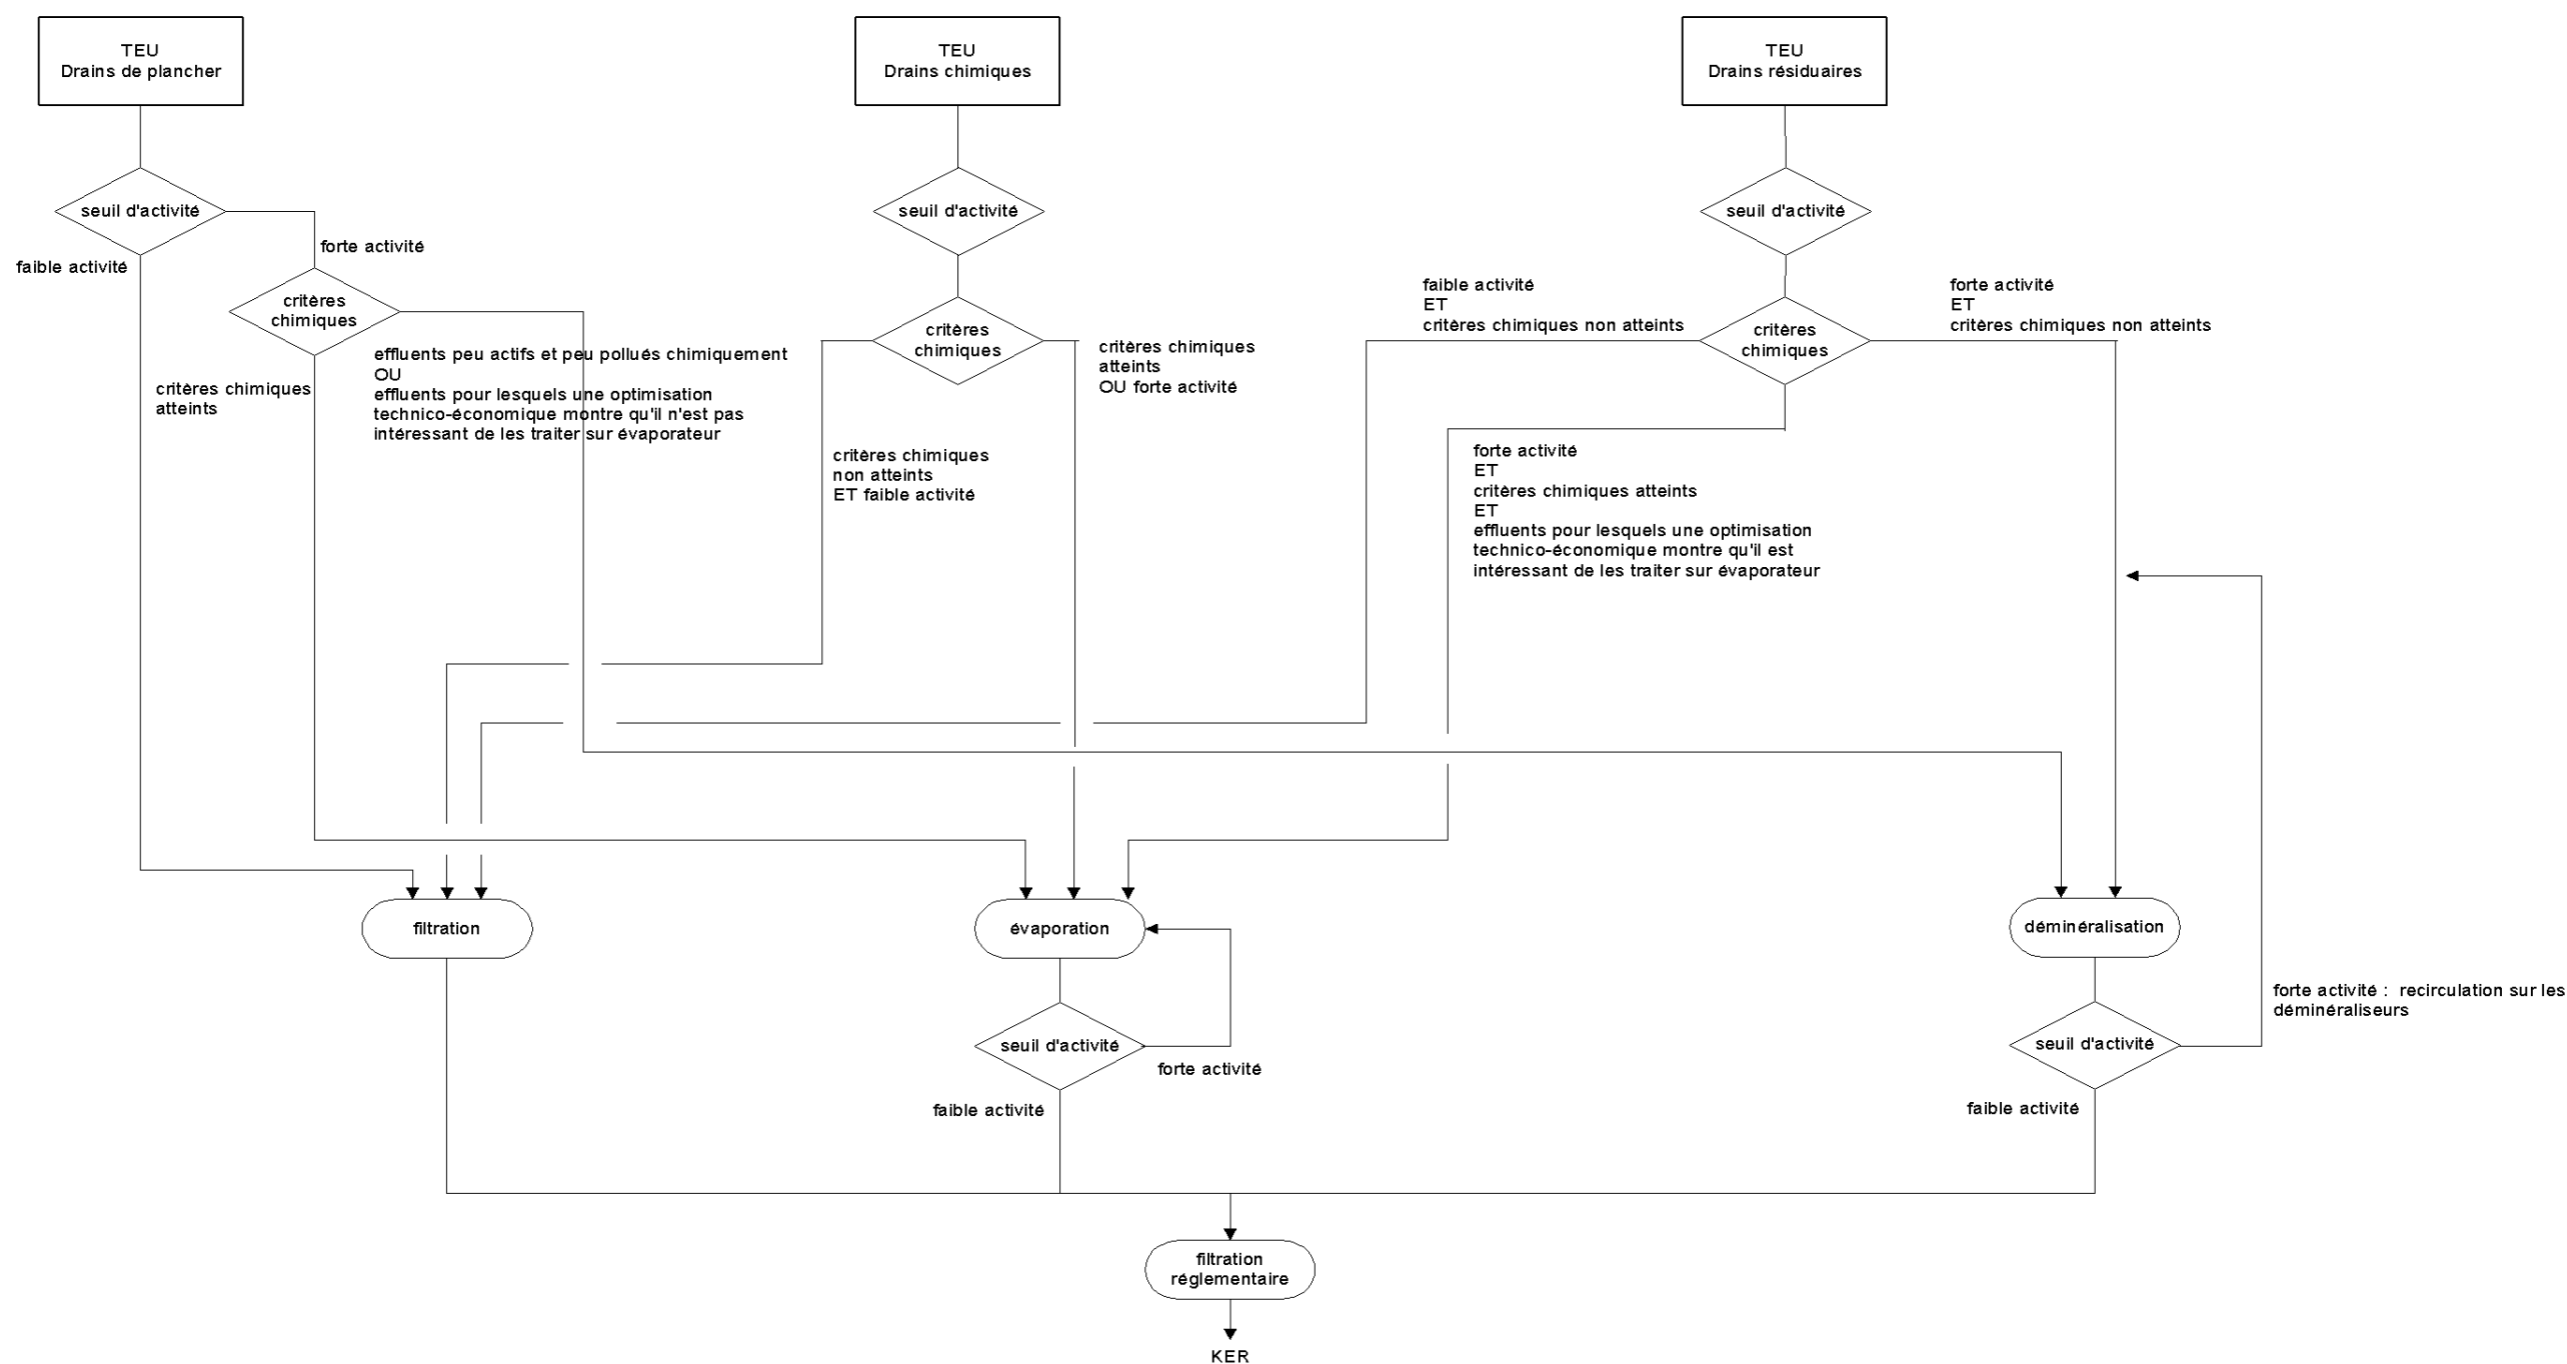 TEU
Drains de plancher
TEU
Drains chimiques
TEU
Drains résiduaires
seuil d'activité
seuil d'activité
seuil d'activité
forte activité
faible activité
critères
chimiques
effluents peu actifs et peu pollués chimiquement
OU
effluents pour lesquels une optimisation
technico-économique montre qu'il n'est pas
intéressant de les traiter sur évaporateur
critères chimiques
atteints
critères
chimiques
critères chimiques
atteints
OU forte activité
critères chimiques
non atteints
ET faible activité
faible activité
ET
critères chimiques non atteints
critères
chimiques
forte activité
ET
critères chimiques non atteints
forte activité
ET
critères chimiques atteints
ET
effluents pour lesquels une optimisation
technico-économique montre qu'il est
intéressant de les traiter sur évaporateur
filtration
évaporation
déminéralisation
forte activité :  recirculation sur les
déminéraliseurs
seuil d'activité
seuil d'activité
forte activité
faible activité
faible activité
filtration
réglementaire
KER